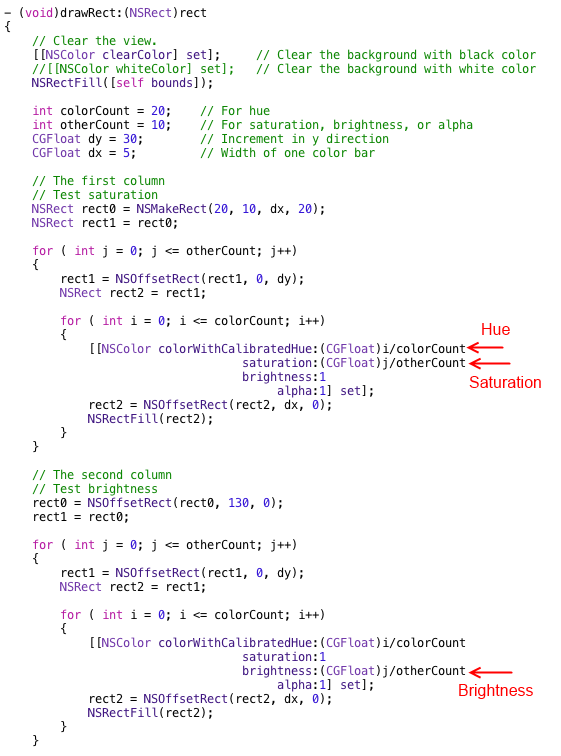 - (void)drawRect:(NSRect)rect
{
    // Clear the view.
    [[NSColor clearColor] set];     // Clear the background with black color
    //[[NSColor whiteColor] set];   // Clear the background with white color
    NSRectFill([self bounds]);

    int colorCount = 20;    // For hue
    int otherCount = 10;    // For saturation, brightness, or alpha
    CGFloat dy = 30;        // Increment in y direction
    CGFloat dx = 5;         // Width of one color bar

    // The first column
    // Test saturation
    NSRect rect0 = NSMakeRect(20, 10, dx, 20);
    NSRect rect1 = rect0;

    for ( int j = 0; j <= otherCount; j++)
    {
        rect1 = NSOffsetRect(rect1, 0, dy);
        NSRect rect2 = rect1;

        for ( int i = 0; i <= colorCount; i++)
        {
            [[NSColor colorWithCalibratedHue:(CGFloat)i/colorCount
                                  saturation:(CGFloat)j/otherCount
                                  brightness:1
                                       alpha:1] set];
            rect2 = NSOffsetRect(rect2, dx, 0);
            NSRectFill(rect2);
        }
    }
Hue
Saturation

    // The second column
    // Test brightness
    rect0 = NSOffsetRect(rect0, 130, 0);
    rect1 = rect0;

    for ( int j = 0; j <= otherCount; j++)
    {
        rect1 = NSOffsetRect(rect1, 0, dy);
        NSRect rect2 = rect1;

        for ( int i = 0; i <= colorCount; i++)
        {
            [[NSColor colorWithCalibratedHue:(CGFloat)i/colorCount
                                  saturation:1
                                  brightness:(CGFloat)j/otherCount
                                       alpha:1] set];
            rect2 = NSOffsetRect(rect2, dx, 0);
            NSRectFill(rect2);
        }
    }
Brightness